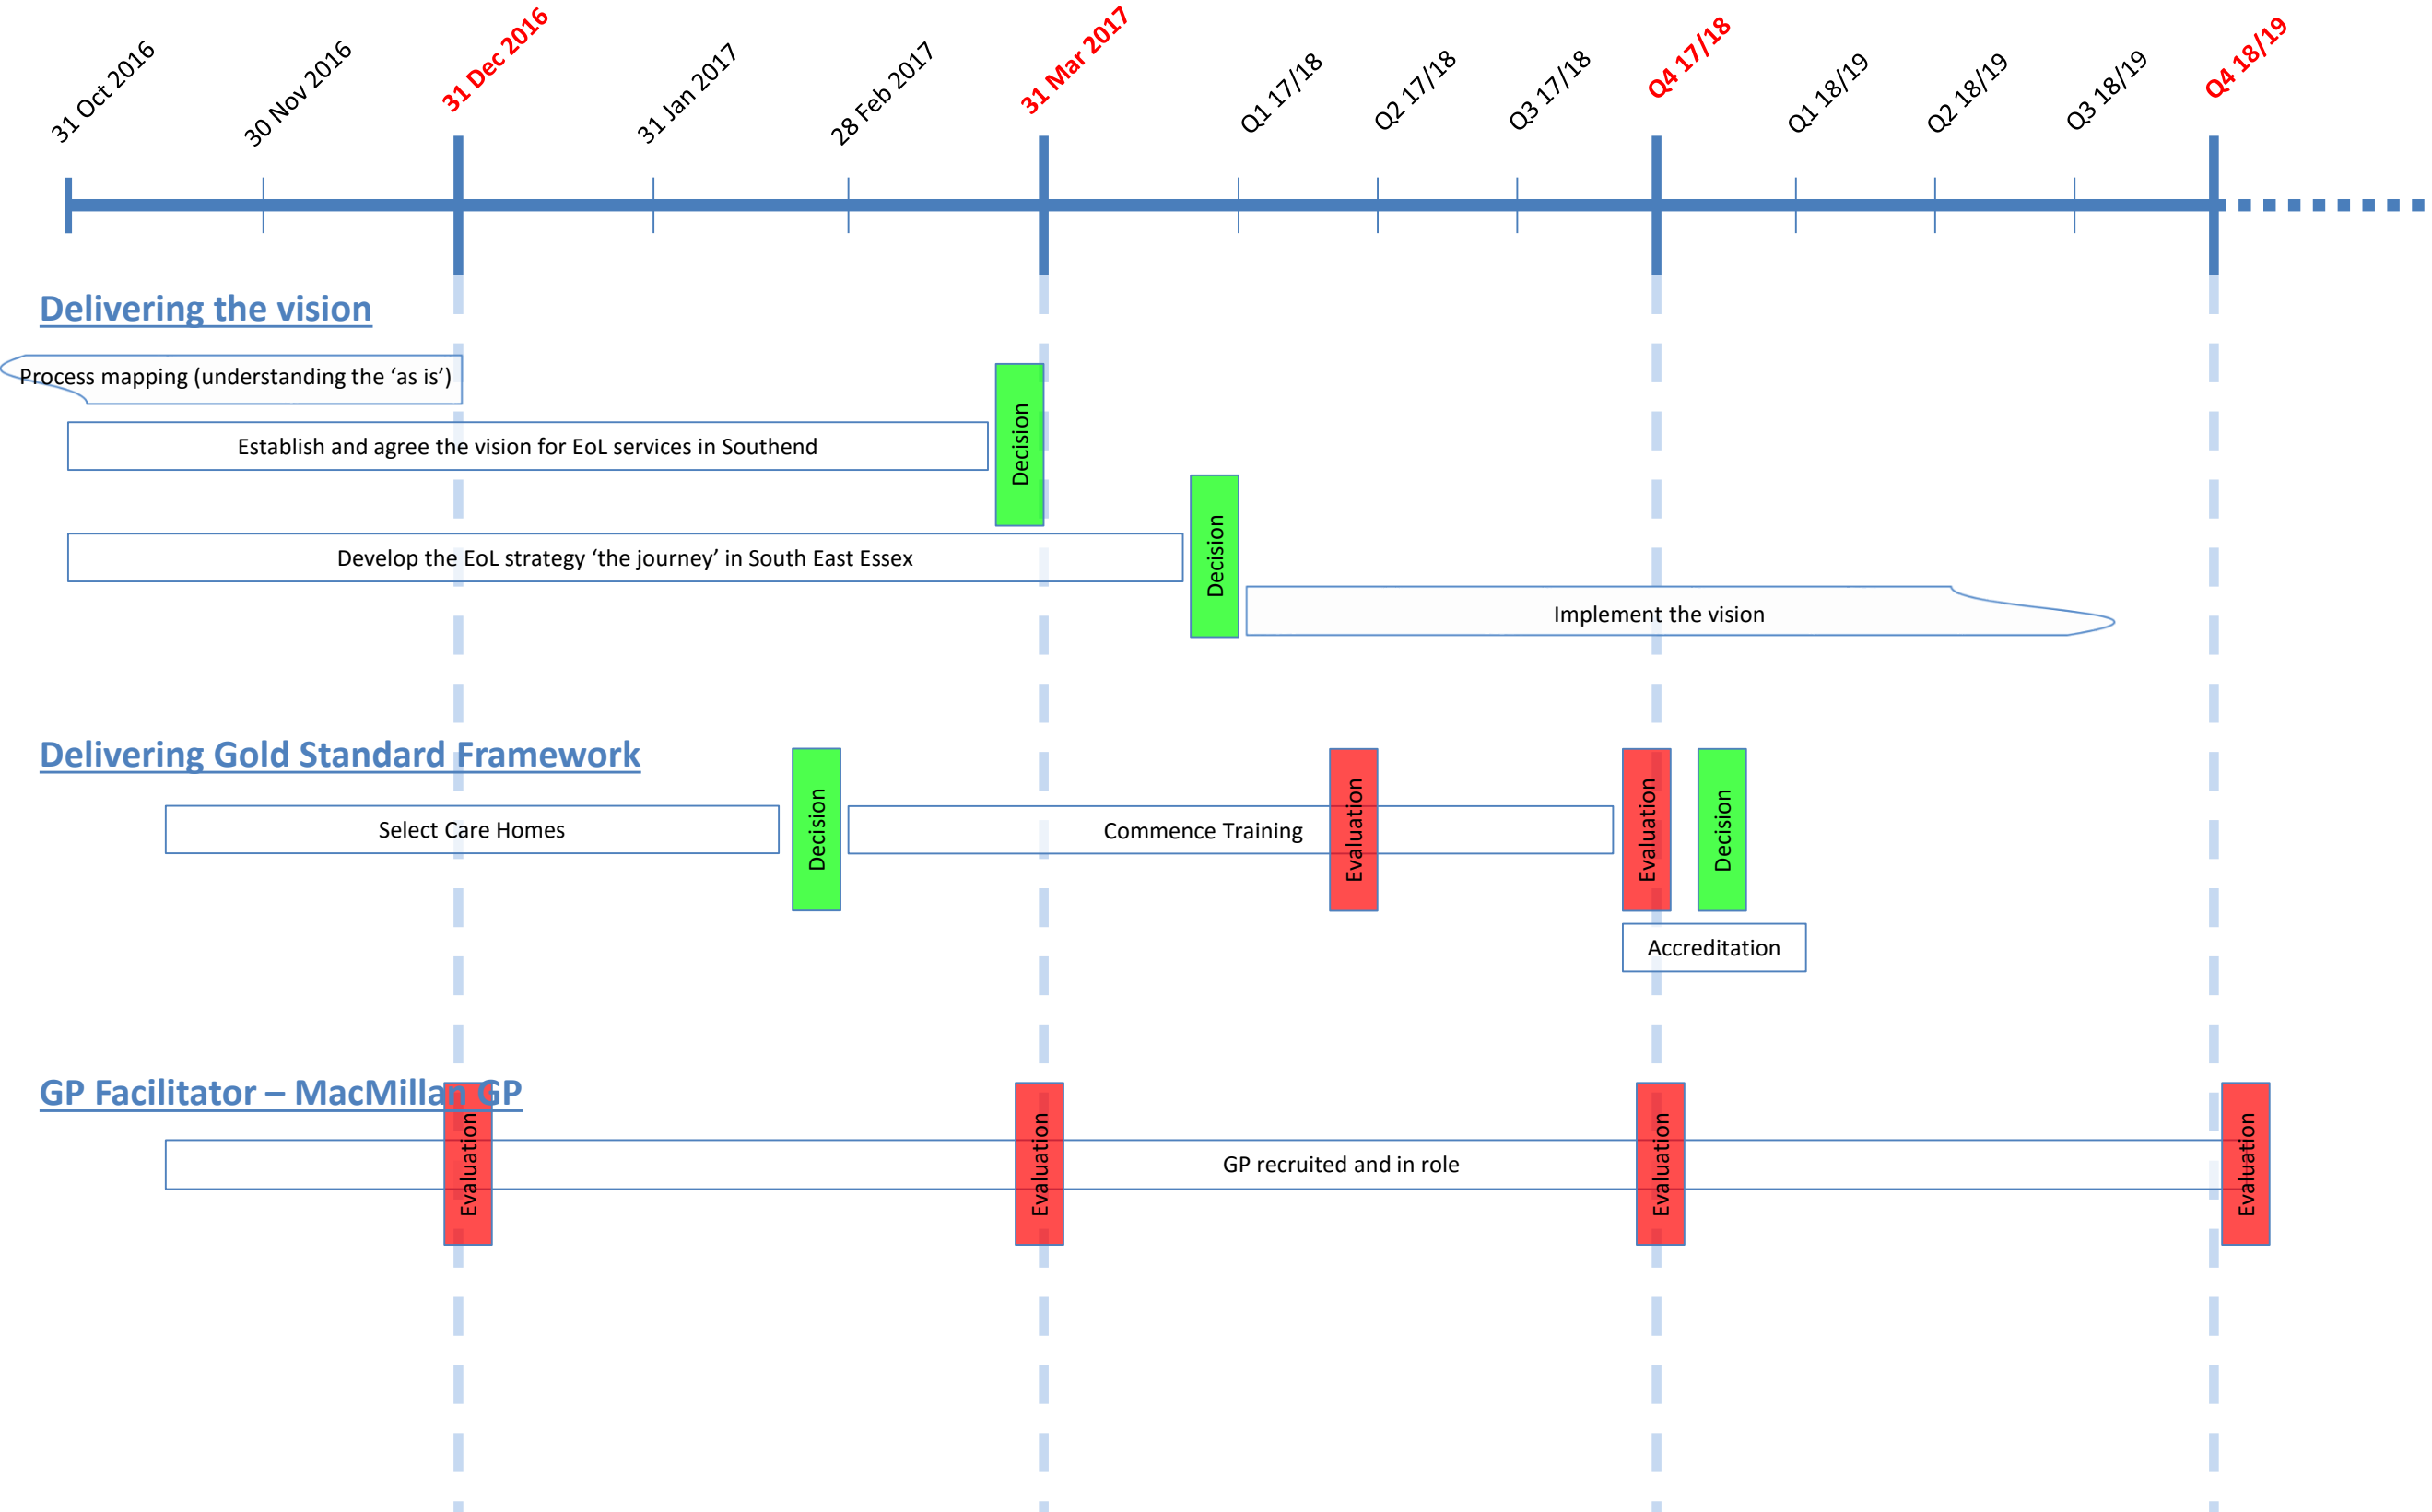 31 Oct 2016
30 Nov 2016
31 Dec 2016
31 Jan 2017
28 Feb 2017
31 Mar 2017
Q1 17/18
Q2 17/18
Q3 17/18
Q4 17/18
Q1 18/19
Q2 18/19
Q3 18/19
Q4 18/19
Delivering the vision
Process mapping (understanding the ‘as is’)
Establish and agree the vision for EoL services in Southend
Decision
Develop the EoL strategy ‘the journey’ in South East Essex
Decision
Implement the vision
Delivering Gold Standard Framework
Select Care Homes
Decision
Commence Training
Evaluation
Evaluation
Decision
Accreditation
GP Facilitator – MacMillan GP
Evaluation
Evaluation
GP recruited and in role
Evaluation
Evaluation